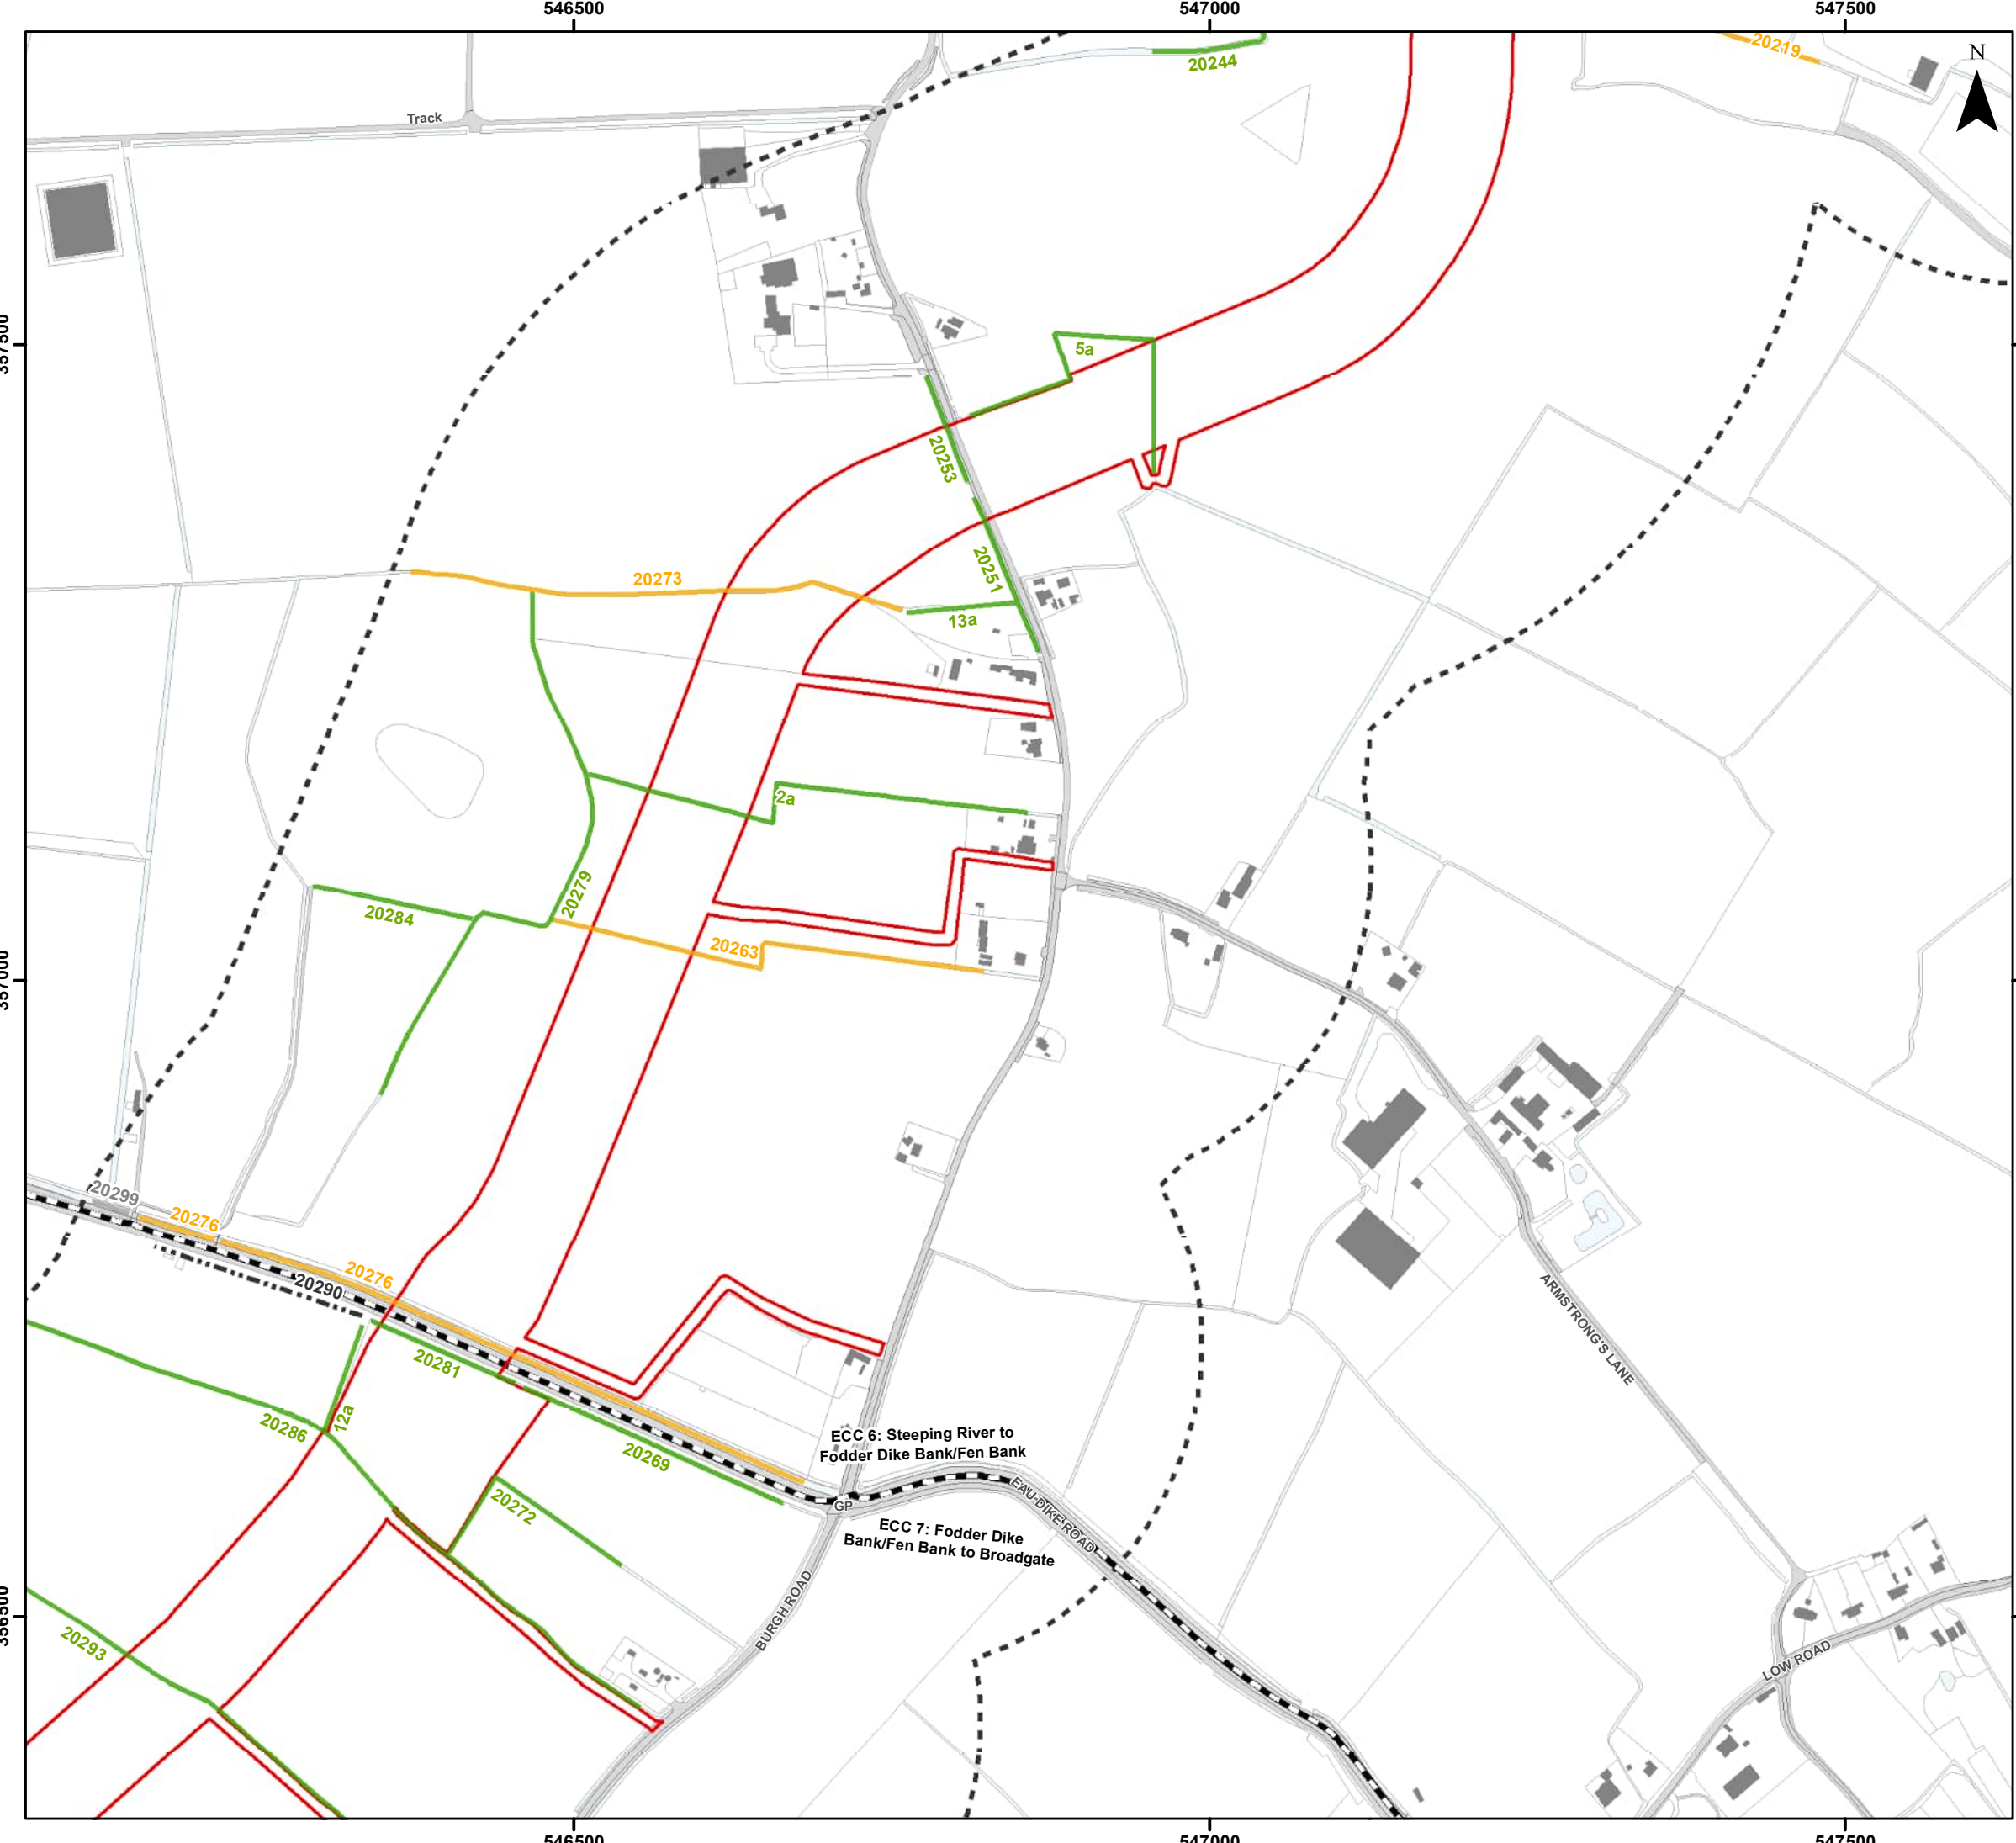 546500
547000
547500
20219
N
20244
Track
357500
5a
20253
20251
20273
13a
2a
20279
20284
20263
357000
20299
20276
20276
20290
ARMSTRONG'S LANE
20281
12a
20286
20269
ECC 6: Steeping River to
Fodder Dike Bank/Fen Bank
EAU DIKE ROAD
GP
20272
ECC 7: Fodder Dike
Bank/Fen Bank to Broadgate
BURGH ROAD
356500
20293
LOW ROAD
546500
547000
547500